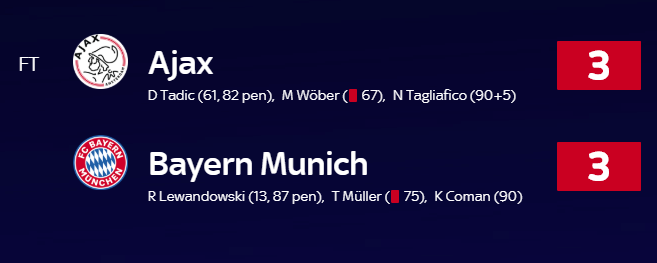 FT
AJAX
Ajax
3
D Tadic (61, 82 pen), M Wöber ( 67), N Tagliafico (90+5)
FC BAYERN
MÜNCHEN
Bayern Munich
3
R Lewandowski (13, 87 pen), T Müller ( 75), K Coman (90)